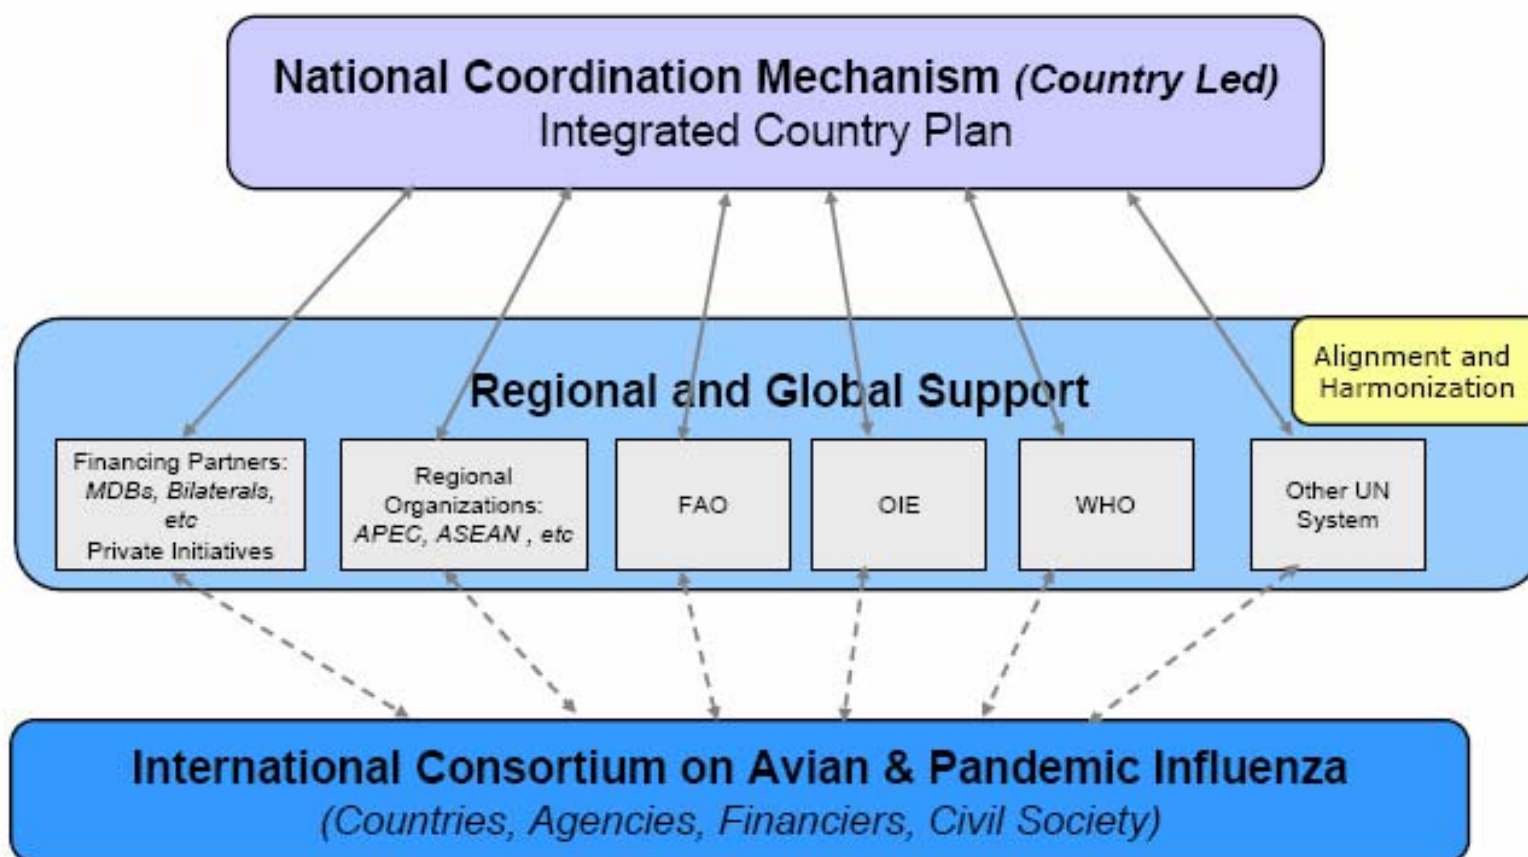 National Coordination Mechanism (Country Led)
Integrated Country Plan
Alignment and
Harmonization
Regional and Global Support
Financing Partners:
MDBs, Bilaterals,
etc
Private Initiatives
Regional
Organizations:
APEC, ASEAN , etc
FAO
OIE
WHO
Other UN
System
International Consortium on Avian & Pandemic Influenza
(Countries, Agencies, Financiers, Civil Society)